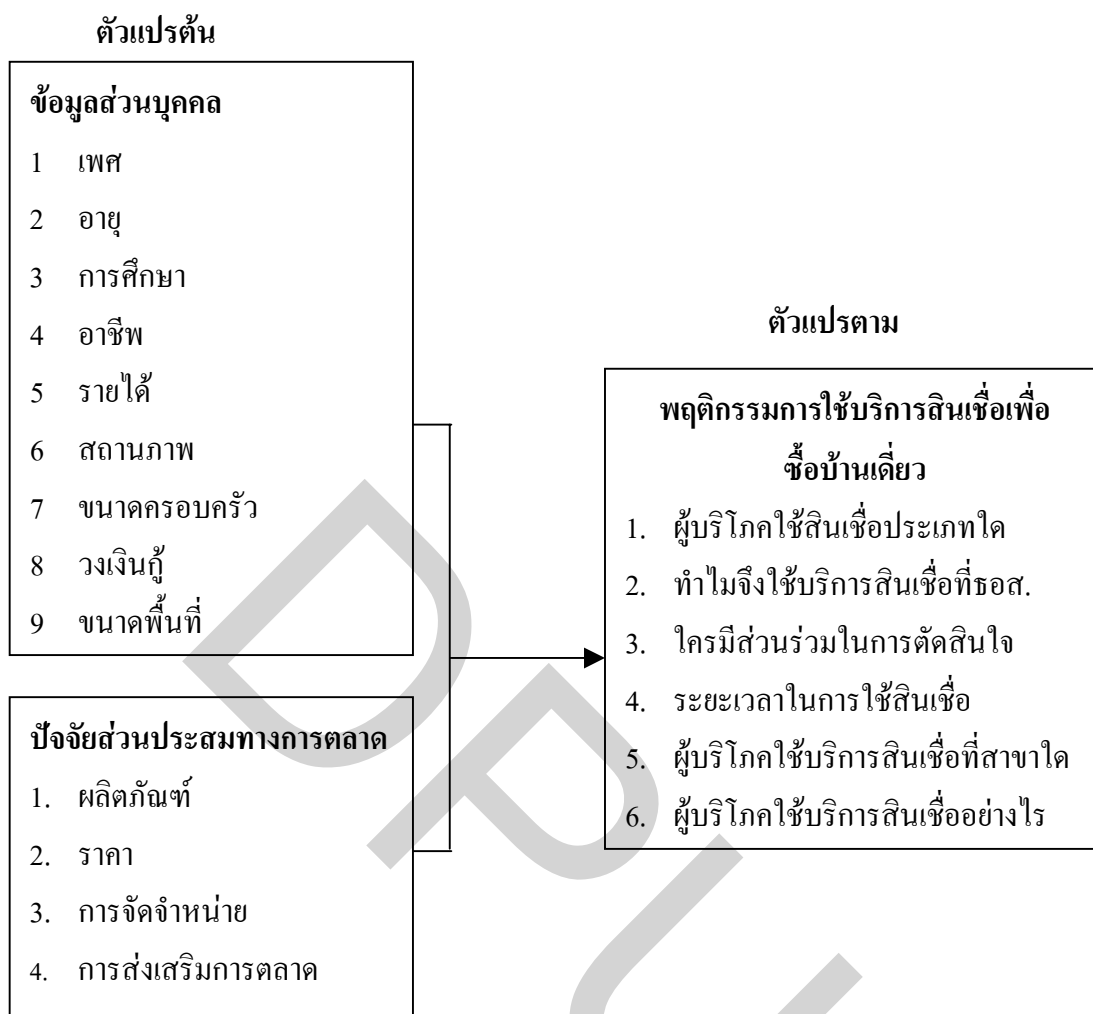 ตัวแปรต้น
ข้อมูลส่วนบุคคล
1 เพศ
2 อายุ
3 การศึกษา
4 อาชีพ
5 รายได้
6 สถานภาพ
7 ขนาดครอบครัว
8 วงเงินกู้
9 ขนาดพื้นที่
ปัจจัยส่วนประสมทางการตลาด
1. ผลิตภัณฑ์
2. ราคา
3. การจัดจำหน่าย
4. การส่งเสริมการตลาด
ตัวแปรตาม
พฤติกรรมการใช้บริการสินเชื่อเพื่อ
ซื้อบ้านเดี่ยว
1. ผู้บริโภคใช้สินเชื่อประเภทใด
2. ทำไมจึงใช้บริการสินเชื่อที่ธอส.
3. ใครมีส่วนร่วมในการตัดสินใจ
4. ระยะเวลาในการใช้สินเชื่อ
5. ผู้บริโภคใช้บริการสินเชื่อที่สาขาใด
6. ผู้บริโภคใช้บริการสินเชื่ออย่างไร
DPU